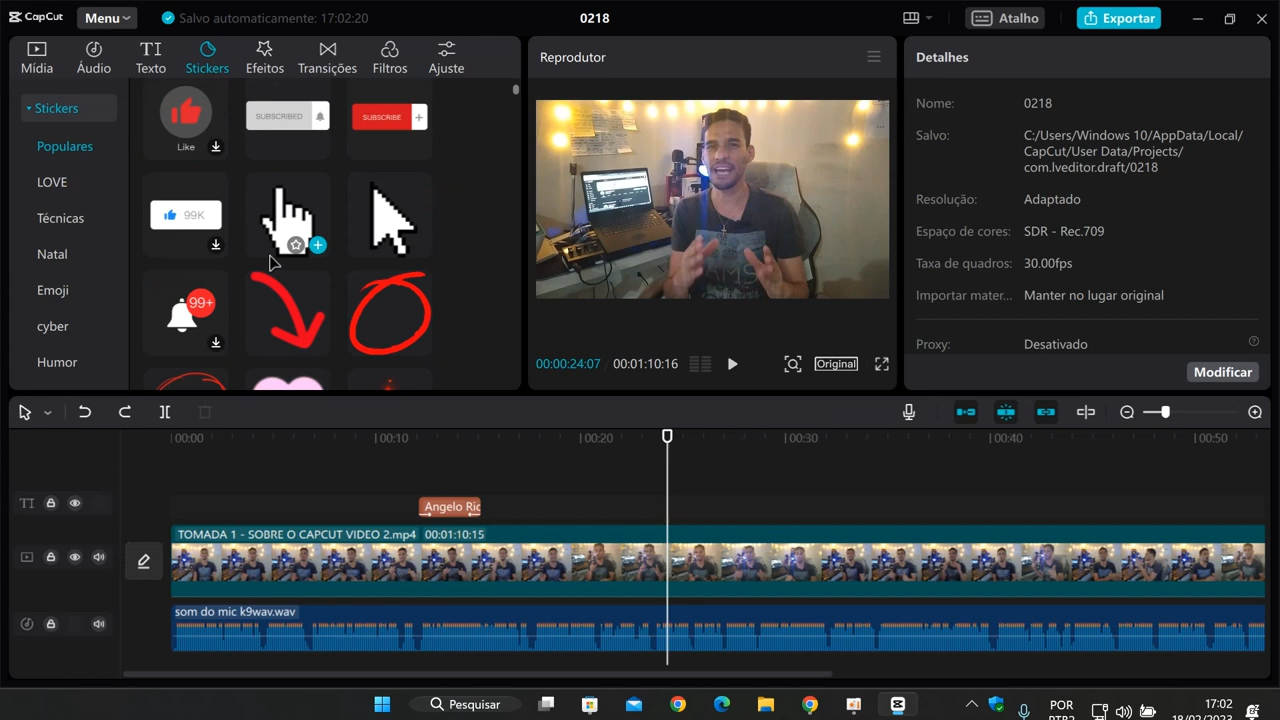 CapCut
Menu
Salvo automaticamente: 17:02:20
0218
Atalho
Exportar
Mídia
Áudio
TI
Texto
Stickers
Efeitos
Transições
Filtros
Ajuste
Stickers
Populares
LOVE
Técnicas
Natal
Emoji
cyber
Humor
Like
SUBSCRIBED
SUBSCRIBE +
99K
99+
Reprodutor
00:00:24:07 / 00:01:10:16
Original
Detalhes
Nome: 0218
Salvo: C:/Users/Windows 10/AppData/Local/
CapCut/User Data/Projects/
com.lveditor.draft/0218
Resolução: Adaptado
Espaço de cores: SDR - Rec.709
Taxa de quadros: 30.00fps
Importar mater... Manter no lugar original
Proxy: Desativado
Modificar
00:00
00:10
00:20
00:30
00:40
00:50
TI
Angelo Ric
TOMADA 1 - SOBRE O CAPCUT VIDEO 2.mp4 00:01:10:15
som do mic k9wav.wav
Pesquisar
POR
PTB2
17:02
18/02/2023